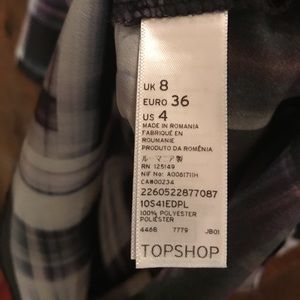 UK 8
EURO 36
US 4
MADE IN ROMANIA
FABRIQUÉ EN
ROUMANIE
PRODUTO DA ROMÊNIA
ルーマニア製
RN 125149
NIF No: A0061711H
CA#00234
2260522877087
10S41EDPL
100% POLYESTER
POLIÉSTER
4468 7779 JB01
TOPSHOP